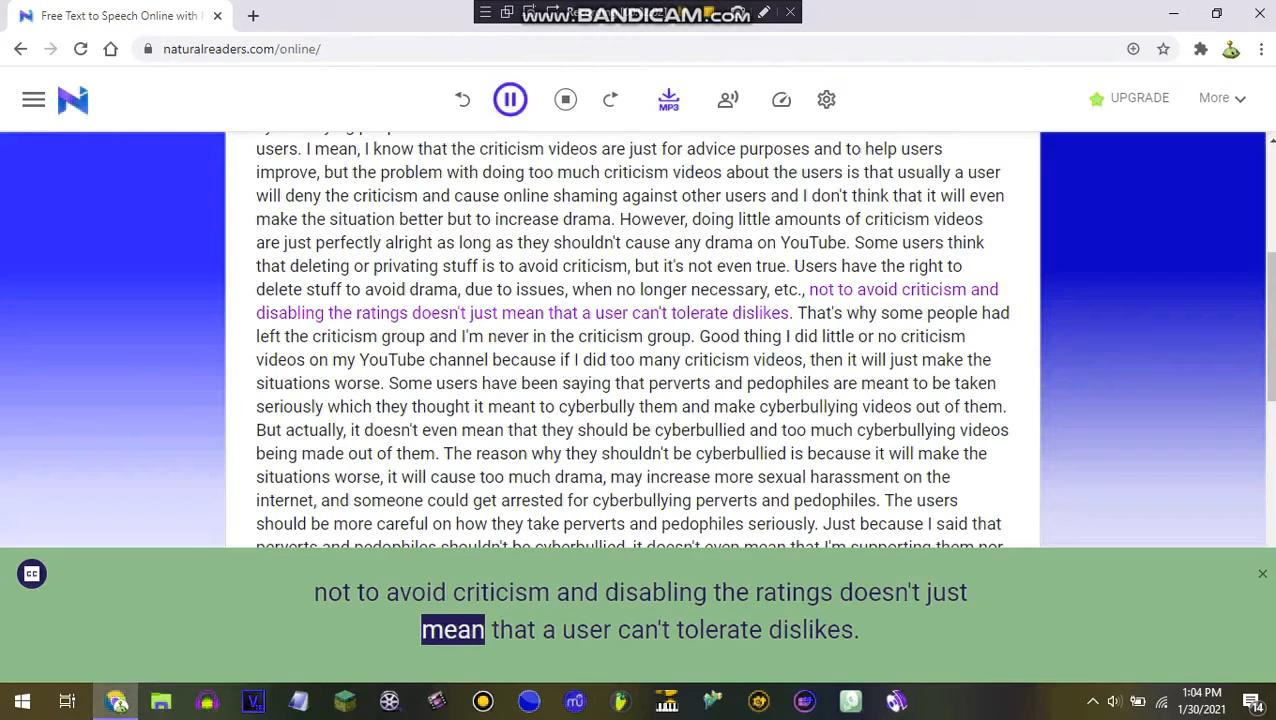 Free Text to Speech Online with
www.BANDICAM.com
naturalreaders.com/online/
MP3
UPGRADE
More
users. I mean, I know that the criticism videos are just for advice purposes and to help users
improve, but the problem with doing too much criticism videos about the users is that usually a user
will deny the criticism and cause online shaming against other users and I don't think that it will even
make the situation better but to increase drama. However, doing little amounts of criticism videos
are just perfectly alright as long as they shouldn't cause any drama on YouTube. Some users think
that deleting or privating stuff is to avoid criticism, but it's not even true. Users have the right to
delete stuff to avoid drama, due to issues, when no longer necessary, etc., not to avoid criticism and
disabling the ratings doesn't just mean that a user can't tolerate dislikes. That's why some people had
left the criticism group and I'm never in the criticism group. Good thing I did little or no criticism
videos on my YouTube channel because if I did too many criticism videos, then it will just make the
situations worse. Some users have been saying that perverts and pedophiles are meant to be taken
seriously which they thought it meant to cyberbully them and make cyberbullying videos out of them.
But actually, it doesn't even mean that they should be cyberbullied and too much cyberbullying videos
being made out of them. The reason why they shouldn't be cyberbullied is because it will make the
situations worse, it will cause too much drama, may increase more sexual harassment on the
internet, and someone could get arrested for cyberbullying perverts and pedophiles. The users
should be more careful on how they take perverts and pedophiles seriously. Just because I said that
perverts and pedophiles shouldn't be cyberbullied, it doesn't even mean that I'm supporting them nor
CC
not to avoid criticism and disabling the ratings doesn't just
mean that a user can't tolerate dislikes.
1:04 PM
1/30/2021
14